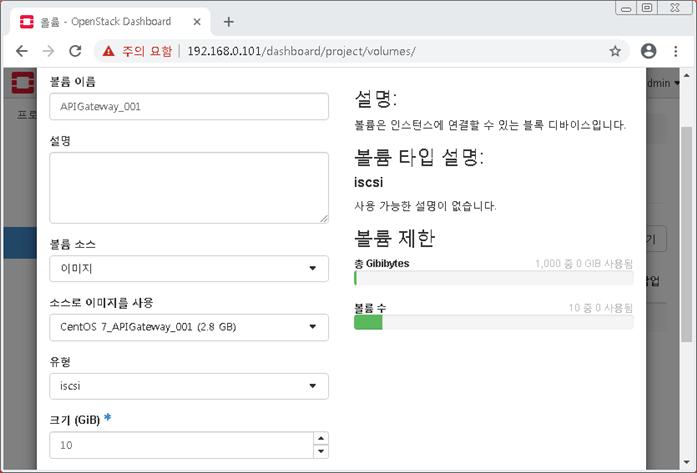 볼륨 - OpenStack Dashboard
주의 요함
192.168.0.101/dashboard/project/volumes/
dmin
프로
볼륨 이름
APIGateway_001
설명
볼륨 소스
이미지
소스로 이미지를 사용
CentOS 7_APIGateway_001 (2.8 GB)
유형
iscsi
크기 (GiB) *
10
설명:
볼륨은 인스턴스에 연결할 수 있는 블록 디바이스입니다.
볼륨 타입 설명:
iscsi
사용 가능한 설명이 없습니다.
볼륨 제한
총 Gibibytes
1,000 중 0 GIB 사용됨
볼륨 수
10 중 0 사용됨
기
작업